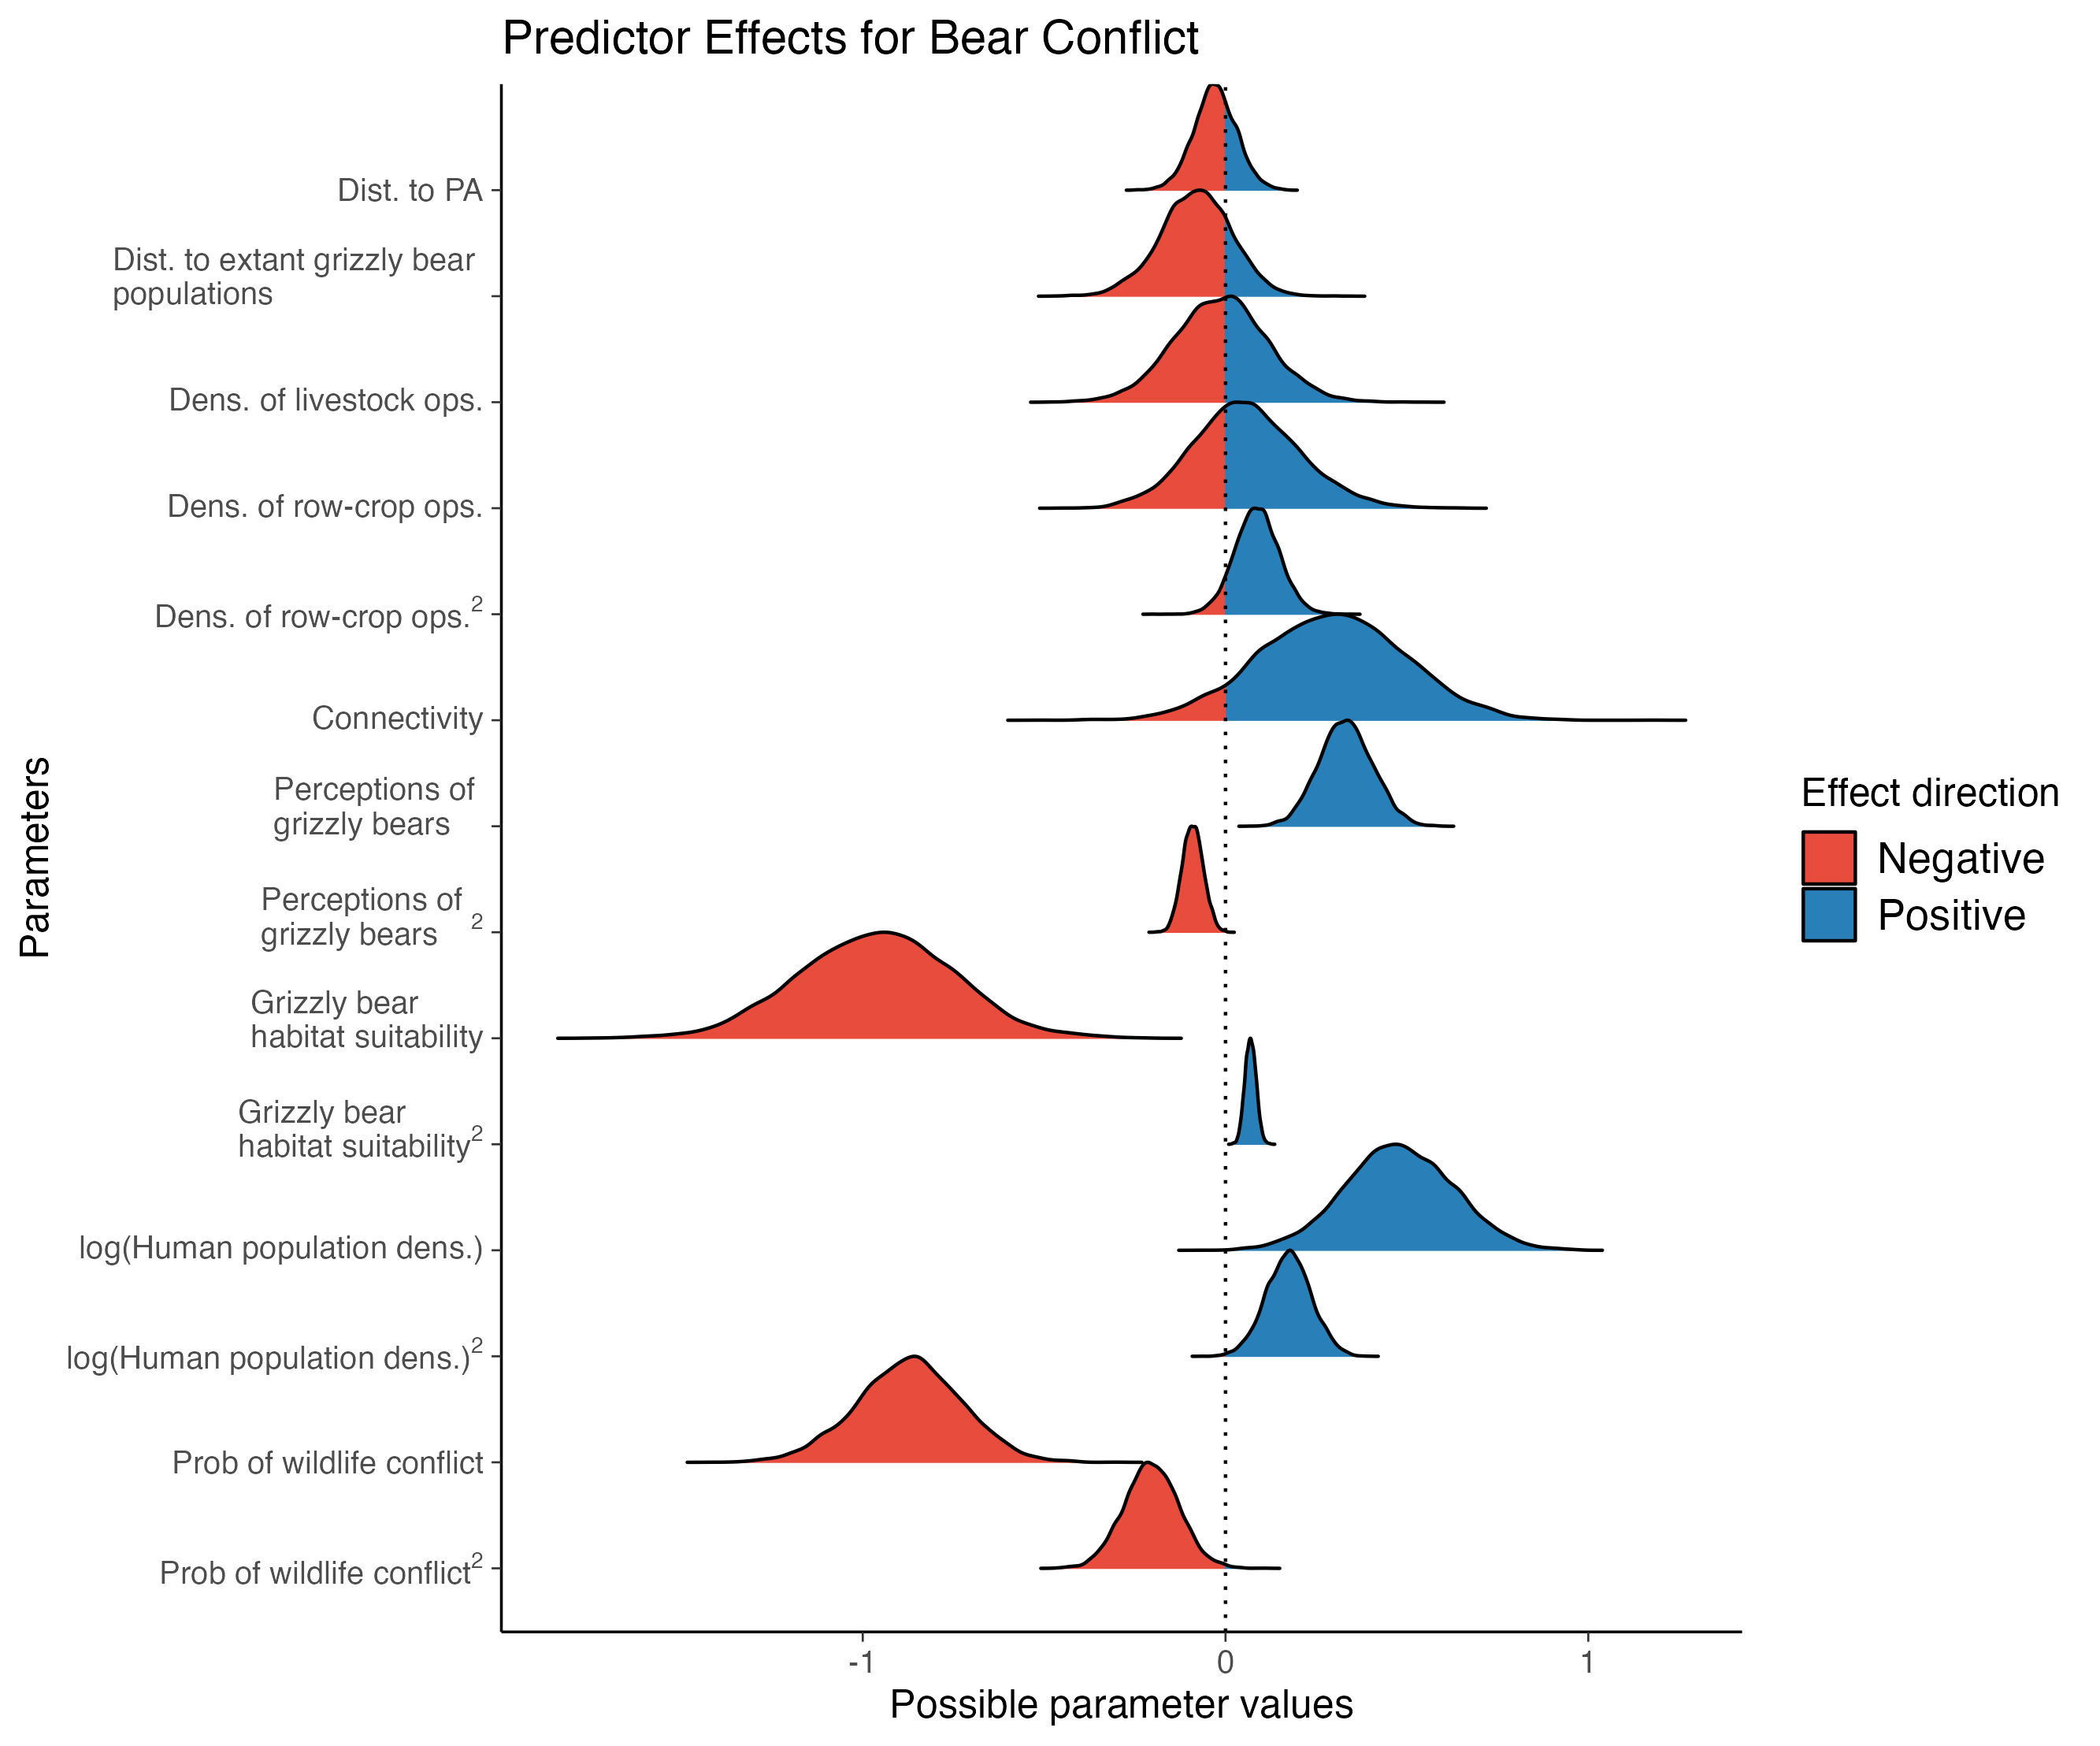 Predictor Effects for Bear Conflict
Parameters
Dist. to PA
Dist. to extant grizzly bear
populations
Dens. of livestock ops.
Dens. of row-crop ops.
Dens. of row-crop ops.²
Connectivity
Perceptions of
grizzly bears
Perceptions of
grizzly bears ²
Grizzly bear
habitat suitability
Grizzly bear
habitat suitability²
log(Human population dens.)
log(Human population dens.)²
Prob of wildlife conflict
Prob of wildlife conflict²
-1 0 1
Possible parameter values
Effect direction
Negative
Positive